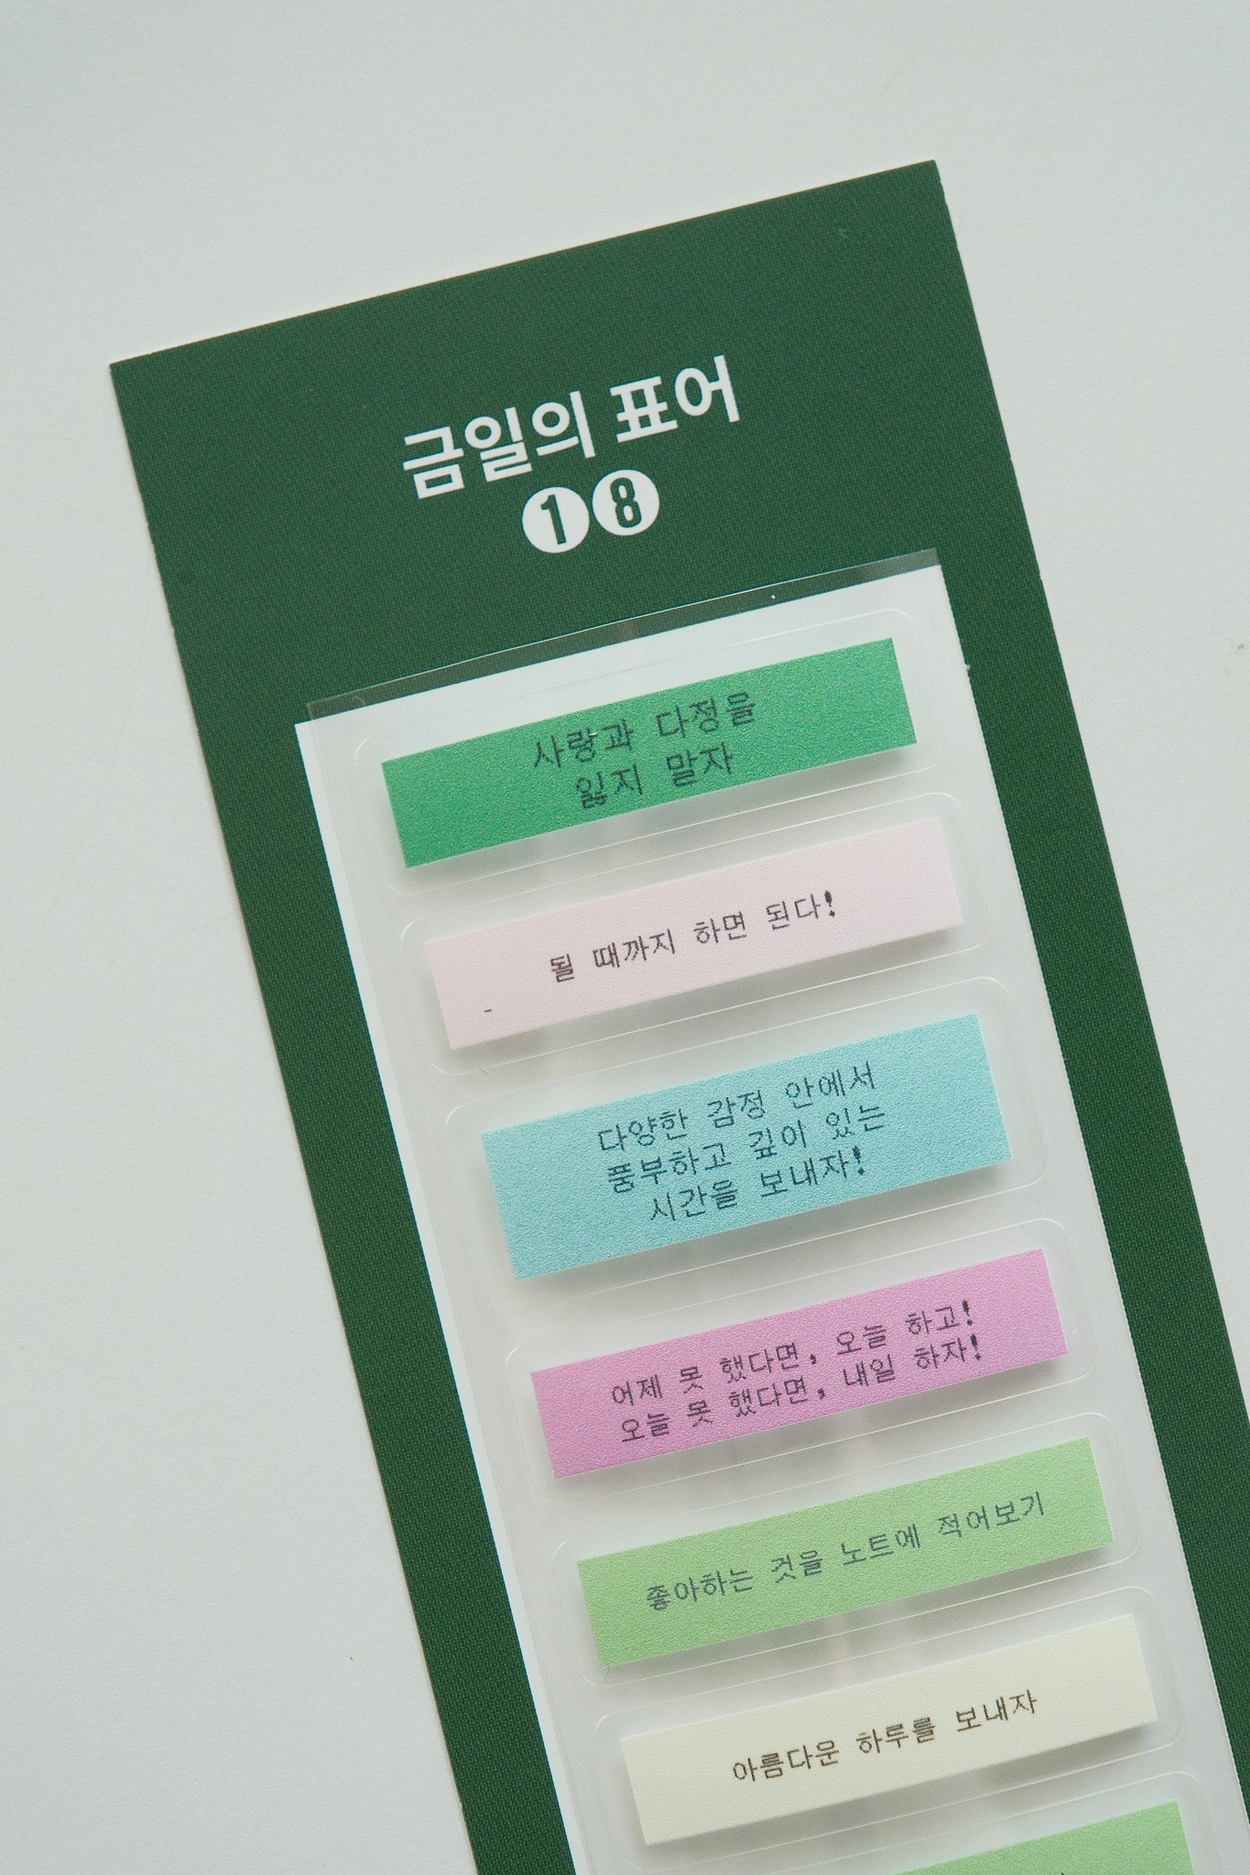 금일의 표어
18
사랑과 다정을
잃지 말자
될 때까지 하면 된다!
다양한 감정 안에서
풍부하고 깊이 있는
시간을 보내자!
어제 못 했다면, 오늘 하고!
오늘 못 했다면, 내일 하자!
좋아하는 것을 노트에 적어보기
아름다운 하루를 보내자